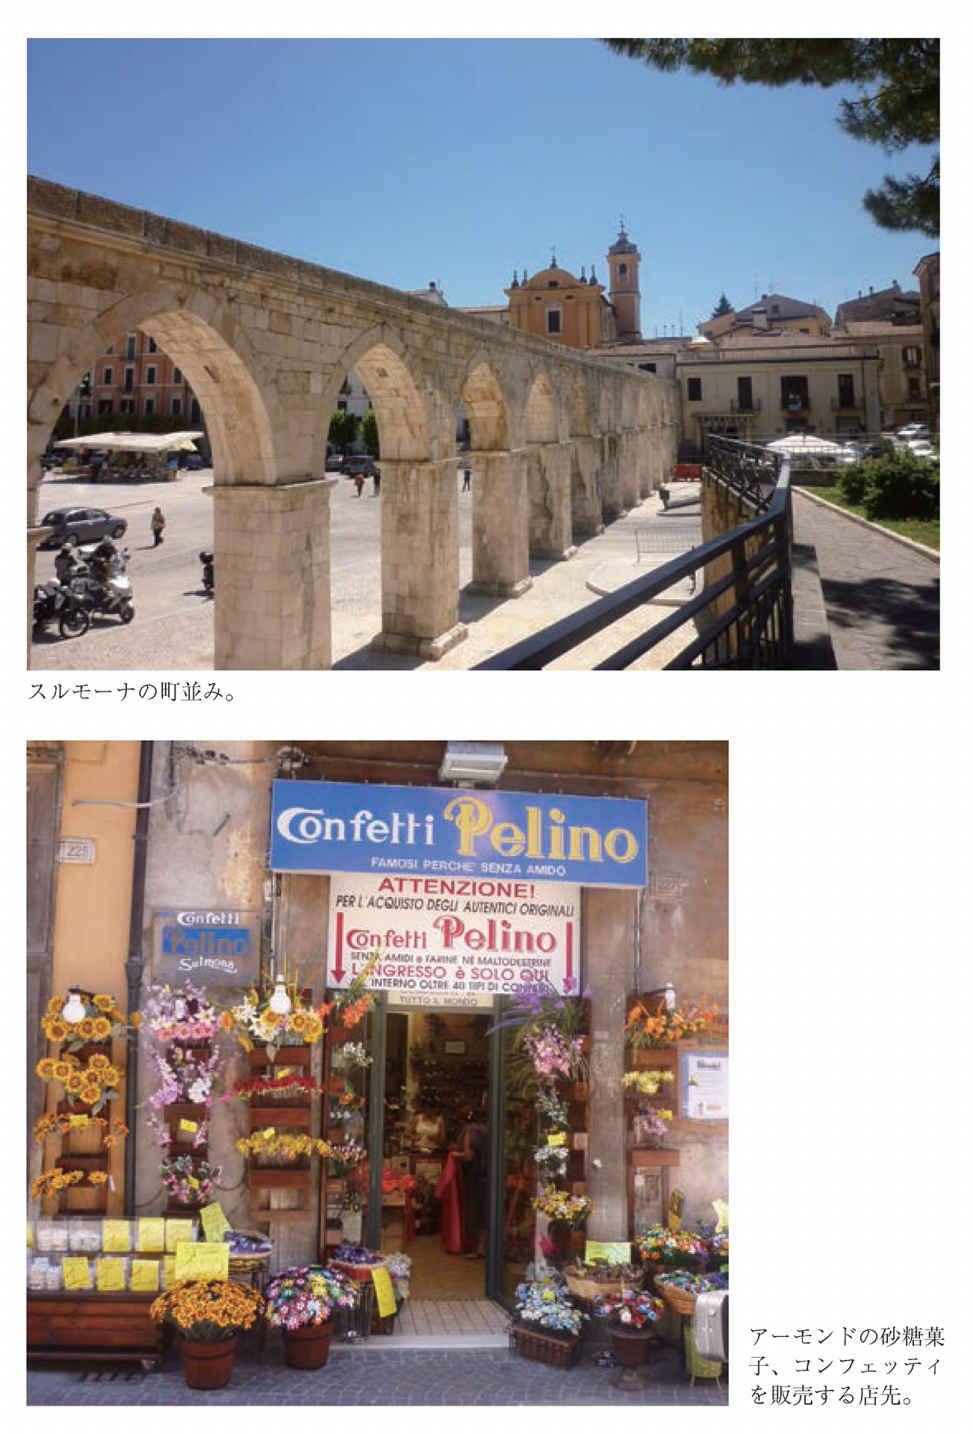 スルモーナの町並み。
Confetti Pelino
FAMOSI PERCHE' SENZA AMIDO
ATTENZIONE!
PER L'ACQUISTO DEGLI AUTENTICI ORIGINALI
Confetti Pelino
SENZA AMIDI e FARINE NÈ MALTODESTRINE
L'INGRESSO è SOLO QUI
ALL'INTERNO OLTRE 40 TIPI DI CONFETTI
TUTTO IL MONDO
225
Confetti
Pelino
Sulmona
アーモンドの砂糖菓
子、コンフェッティ
を販売する店先。